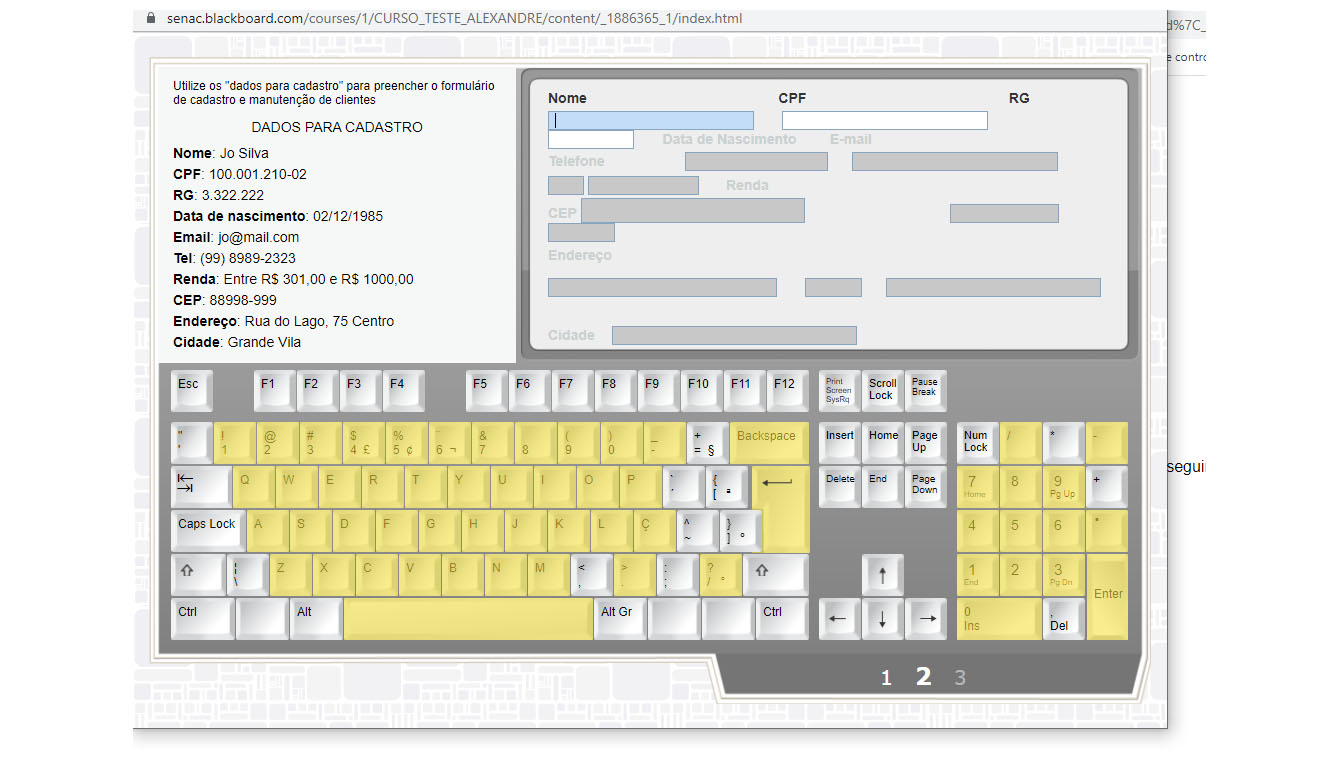 senac.blackboard.com/courses/1/CURSO_TESTE_ALEXANDRE/content/_1886365_1/index.html
d%7C_
e contro
Utilize os "dados para cadastro" para preencher o formulário
de cadastro e manutenção de clientes
DADOS PARA CADASTRO
Nome: Jo Silva
CPF: 100.001.210-02
RG: 3.322.222
Data de nascimento: 02/12/1985
Email: jo@mail.com
Tel: (99) 8989-2323
Renda: Entre R$ 301,00 e R$ 1000,00
CEP: 88998-999
Endereço: Rua do Lago, 75 Centro
Cidade: Grande Vila
Nome CPF RG
Data de Nascimento E-mail
Telefone
Renda
CEP
Endereço
Cidade
Esc F1 F2 F3 F4 F5 F6 F7 F8 F9 F10 F11 F12 Print Screen SysRq Scroll Lock Pause Break
" ' ! 1 @ 2 # 3 $ 4 £ % 5 ¢ ¨ 6 ¬ & 7 8 ( 9 ) 0 _ - + = § Backspace Insert Home Page Up Num Lock / * -
Q W E R T Y U I O P ` ´ { [ ª Delete End Page Down 7 Home 8 9 Pg Up +
Caps Lock A S D F G H J K L Ç ^ ~ } ] º 4 5 6
¦ \ Z X C V B N M < , > . : ; ? / ° 1 End 2 3 Pg Dn Enter
Ctrl Alt Alt Gr Ctrl 0 Ins , Del
1 2 3
seguir